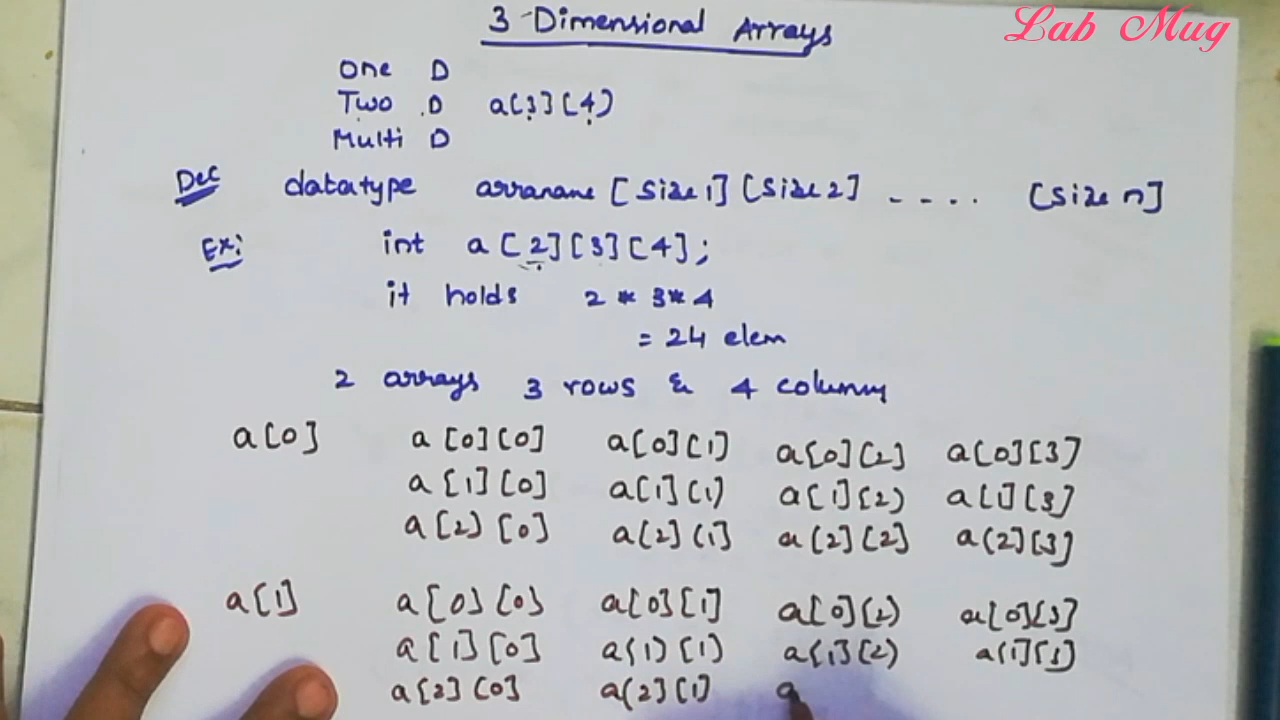 3-Dimensional Arrays
Lab Mug
One D
Two D a[3][4]
Multi D
Dec datatype arraname [size1][size2] - - - - [size n]
Ex: int a[2][3][4];
it holds 2 * 3 * 4
= 24 elem
2 arrays 3 rows & 4 columns
a[0] a[0][0] a[0][1] a[0][2] a[0][3]
a[1][0] a[1][1] a[1][2] a[1][3]
a[2][0] a[2][1] a[2][2] a[2][3]
a[1] a[0][0] a[0][1] a[0][2] a[0][3]
a[1][0] a[1][1] a[1][2] a[1][3]
a[2][0] a[2][1] a